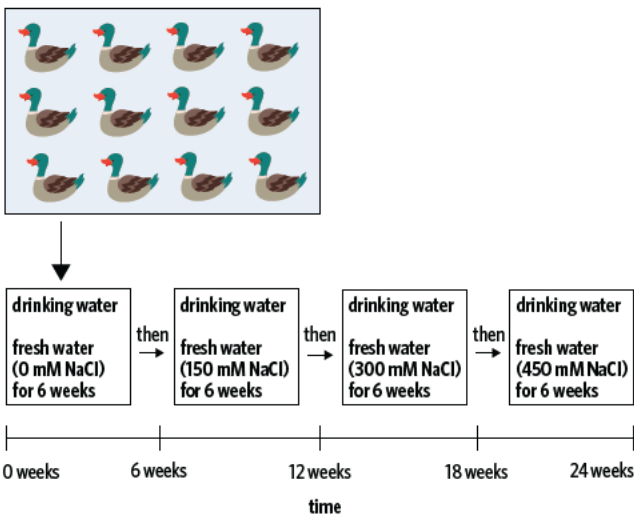 drinking water
fresh water
(0 mM NaCl)
for 6 weeks
then
drinking water
fresh water
(150 mM NaCl)
for 6 weeks
then
drinking water
fresh water
(300 mM NaCl)
for 6 weeks
then
drinking water
fresh water
(450 mM NaCl)
for 6 weeks
0 weeks
6 weeks
12 weeks
18 weeks
24 weeks
time